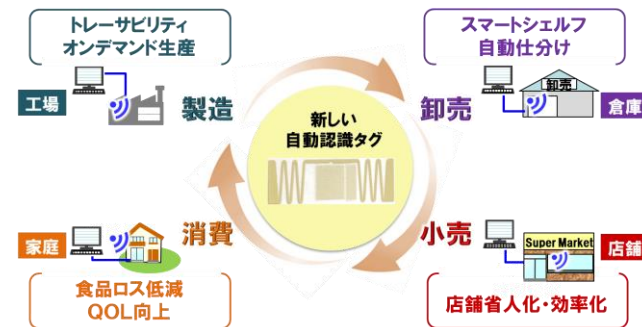 トレーサビリティ
オンデマンド生産
スマートシェルフ
自動仕分け
工場
製造
新しい
自動認識タグ
卸売
卸売
倉庫
家庭
消費
小売
Super Market
店舗
食品ロス低減
QOL向上
店舗省人化・効率化